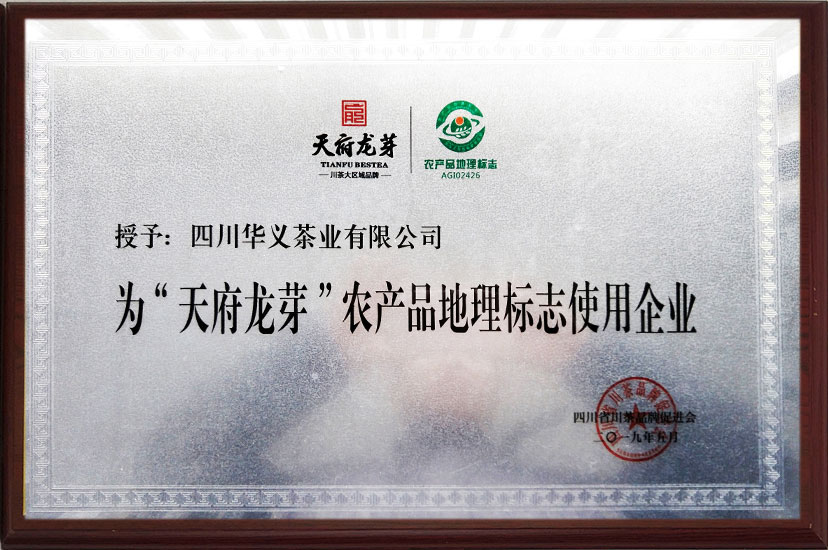 天府龙芽
TIANFU BESTEA
川茶大区域品牌
农产品地理标志
AGI02426
授予：四川华义茶业有限公司
为“天府龙芽”农产品地理标志使用企业
四川省川茶品牌促进会
二〇一九年五月